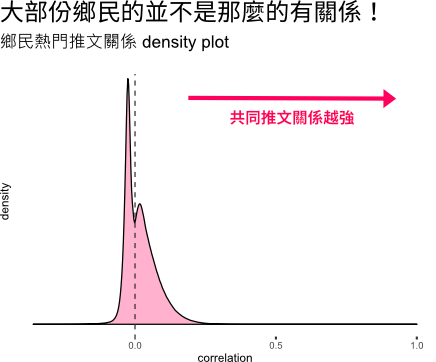 大部份鄉民的並不是那麼的有關係！
鄉民熱門推文關係 density plot
共同推文關係越強
density
0.0
0.5
1.0
correlation